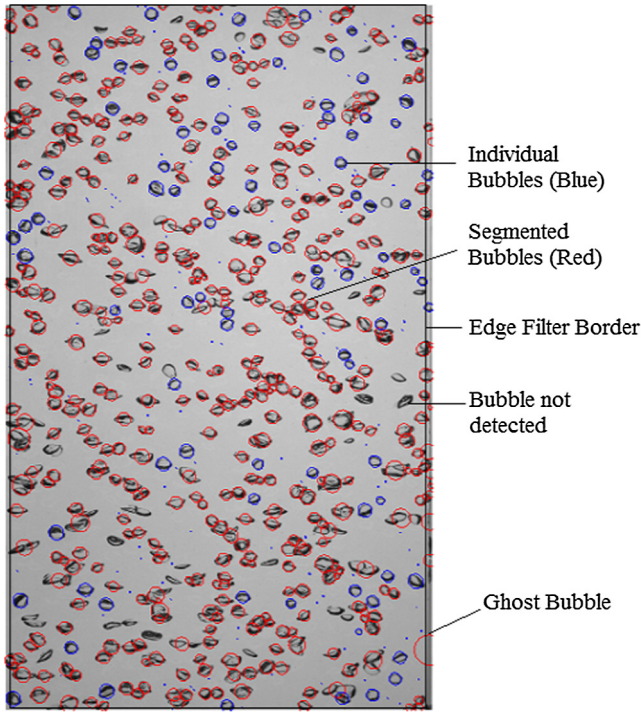 Individual
Bubbles (Blue)
Segmented
Bubbles (Red)
Edge Filter Border
Bubble not
detected
Ghost Bubble